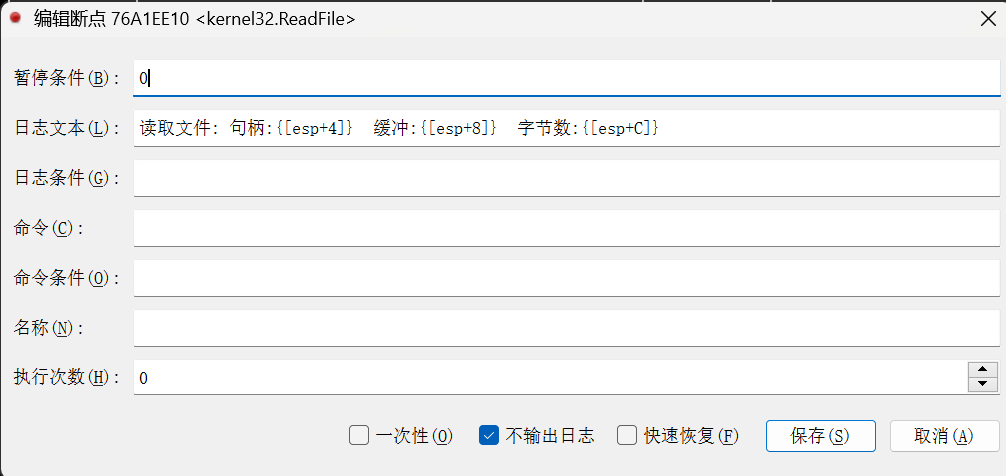 编辑断点 76A1EE10 <kernel32.ReadFile>
暂停条件(B): 0
日志文本(L): 读取文件: 句柄:{[esp+4]} 缓冲:{[esp+8]} 字节数:{[esp+C]}
日志条件(G):
命令(C):
命令条件(O):
名称(N):
执行次数(H): 0
一次性(O) 不输出日志 快速恢复(F) 保存(S) 取消(A)